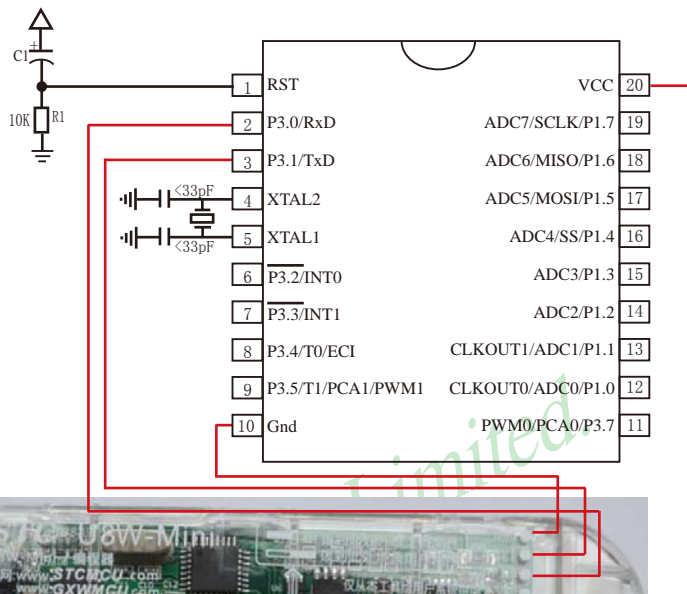 C1
+
10K R1
1 RST
2 P3.0/RxD
3 P3.1/TxD
<33pF
4 XTAL2
5 XTAL1
<33pF
6 P3.2/INT0
7 P3.3/INT1
8 P3.4/T0/ECI
9 P3.5/T1/PCA1/PWM1
10 Gnd
VCC 20
ADC7/SCLK/P1.7 19
ADC6/MISO/P1.6 18
ADC5/MOSI/P1.5 17
ADC4/SS/P1.4 16
ADC3/P1.3 15
ADC2/P1.2 14
CLKOUT1/ADC1/P1.1 13
CLKOUT0/ADC0/P1.0 12
PWM0/PCA0/P3.7 11
Limited.
STC U8W-Mini
www.STCMCU.com
www.GXWMCU.com